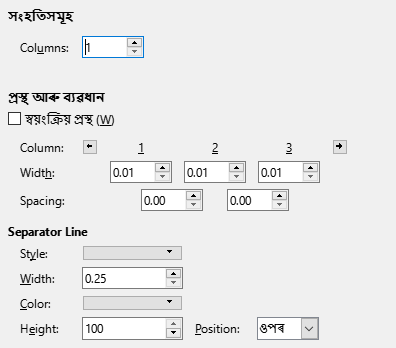 সংহতিসমূহ
Columns: 1
প্ৰস্থ আৰু ব্যৱধান
স্বয়ংক্ৰিয় প্ৰস্থ (W)
Column: 1 2 3
Width: 0.01 0.01 0.01
Spacing: 0.00 0.00
Separator Line
Style:
Width: 0.25
Color:
Height: 100 Position: ওপৰ